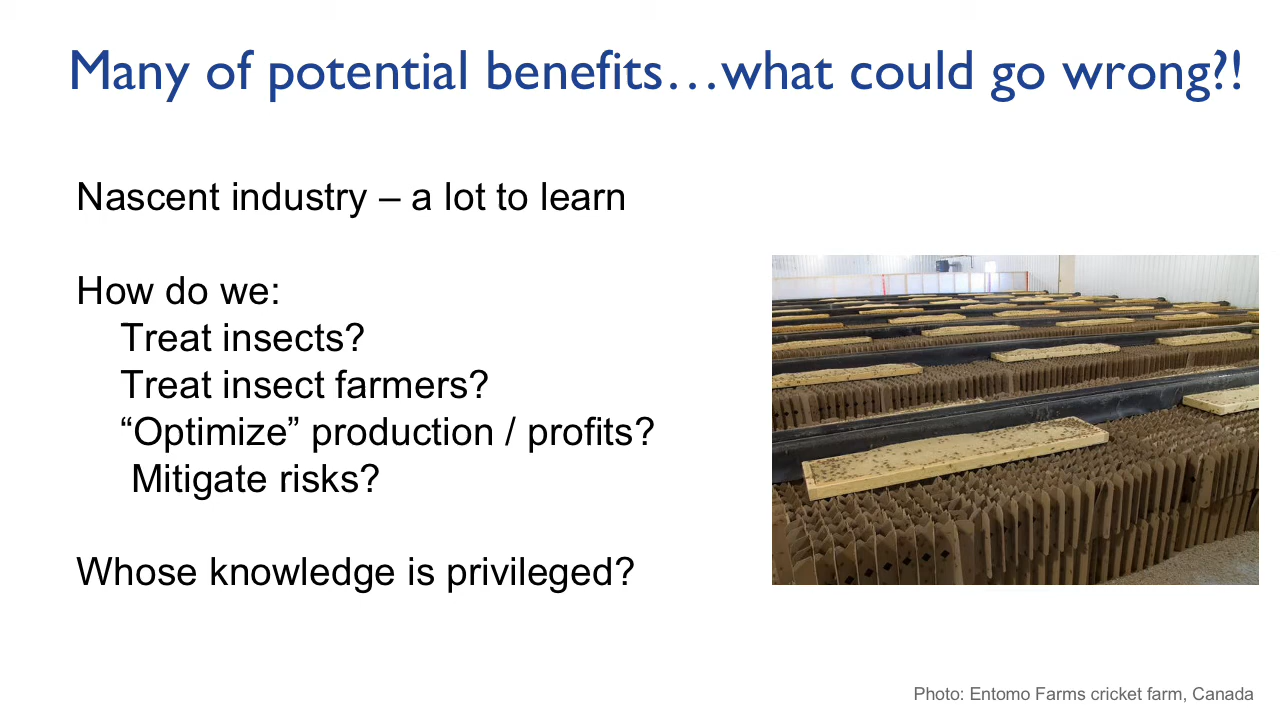 Many of potential benefits…what could go wrong?!
Nascent industry – a lot to learn
How do we:
Treat insects?
Treat insect farmers?
“Optimize” production / profits?
Mitigate risks?
Whose knowledge is privileged?
Photo: Entomo Farms cricket farm, Canada